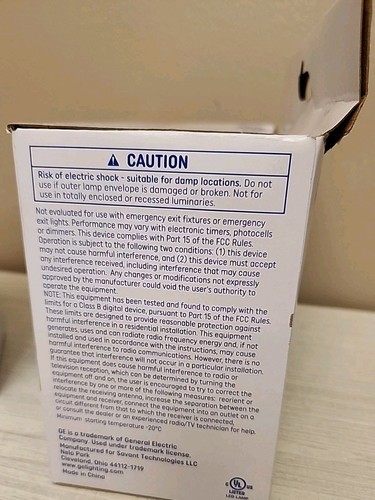 ⚠ CAUTION
Risk of electric shock - suitable for damp locations. Do not
use if outer lamp envelope is damaged or broken. Not for
use in totally enclosed or recessed luminaries.
Not evaluated for use with emergency exit fixtures or emergency
exit lights. Performance may vary with electronic timers, photocells
or dimmers. This device complies with Part 15 of the FCC Rules.
Operation is subject to the following two conditions: (1) this device
may not cause harmful interference, and (2) this device must accept
any interference received, including interference that may cause
undesired operation. Any changes or modifications not expressly
approved by the manufacturer could void the user's authority to
operate the equipment.
NOTE: This equipment has been tested and found to comply with the
limits for a Class B digital device, pursuant to Part 15 of the FCC Rules.
These limits are designed to provide reasonable protection against
harmful interference in a residential installation. This equipment
generates, uses and can radiate radio frequency energy and, if not
installed and used in accordance with the instructions, may cause
harmful interference to radio communications. However, there is no
guarantee that interference will not occur in a particular installation.
If this equipment does cause harmful interference to radio or
television reception, which can be determined by turning the
equipment off and on, the user is encouraged to try to correct the
interference by one or more of the following measures: reorient or
relocate the receiving antenna, increase the separation between the
equipment and receiver, connect the equipment into an outlet on a
circuit different from that to which the receiver is connected,
or consult the dealer or an experienced radio/TV technician for help.
Minimum starting temperature -20°C
GE is a trademark of General Electric
Company. Used under trademark license.
Manufactured for Savant Technologies LLC
Nela Park
Cleveland, Ohio 44112-1719
www.gelighting.com
Made in China
c UL us
LISTED
LED LAMP